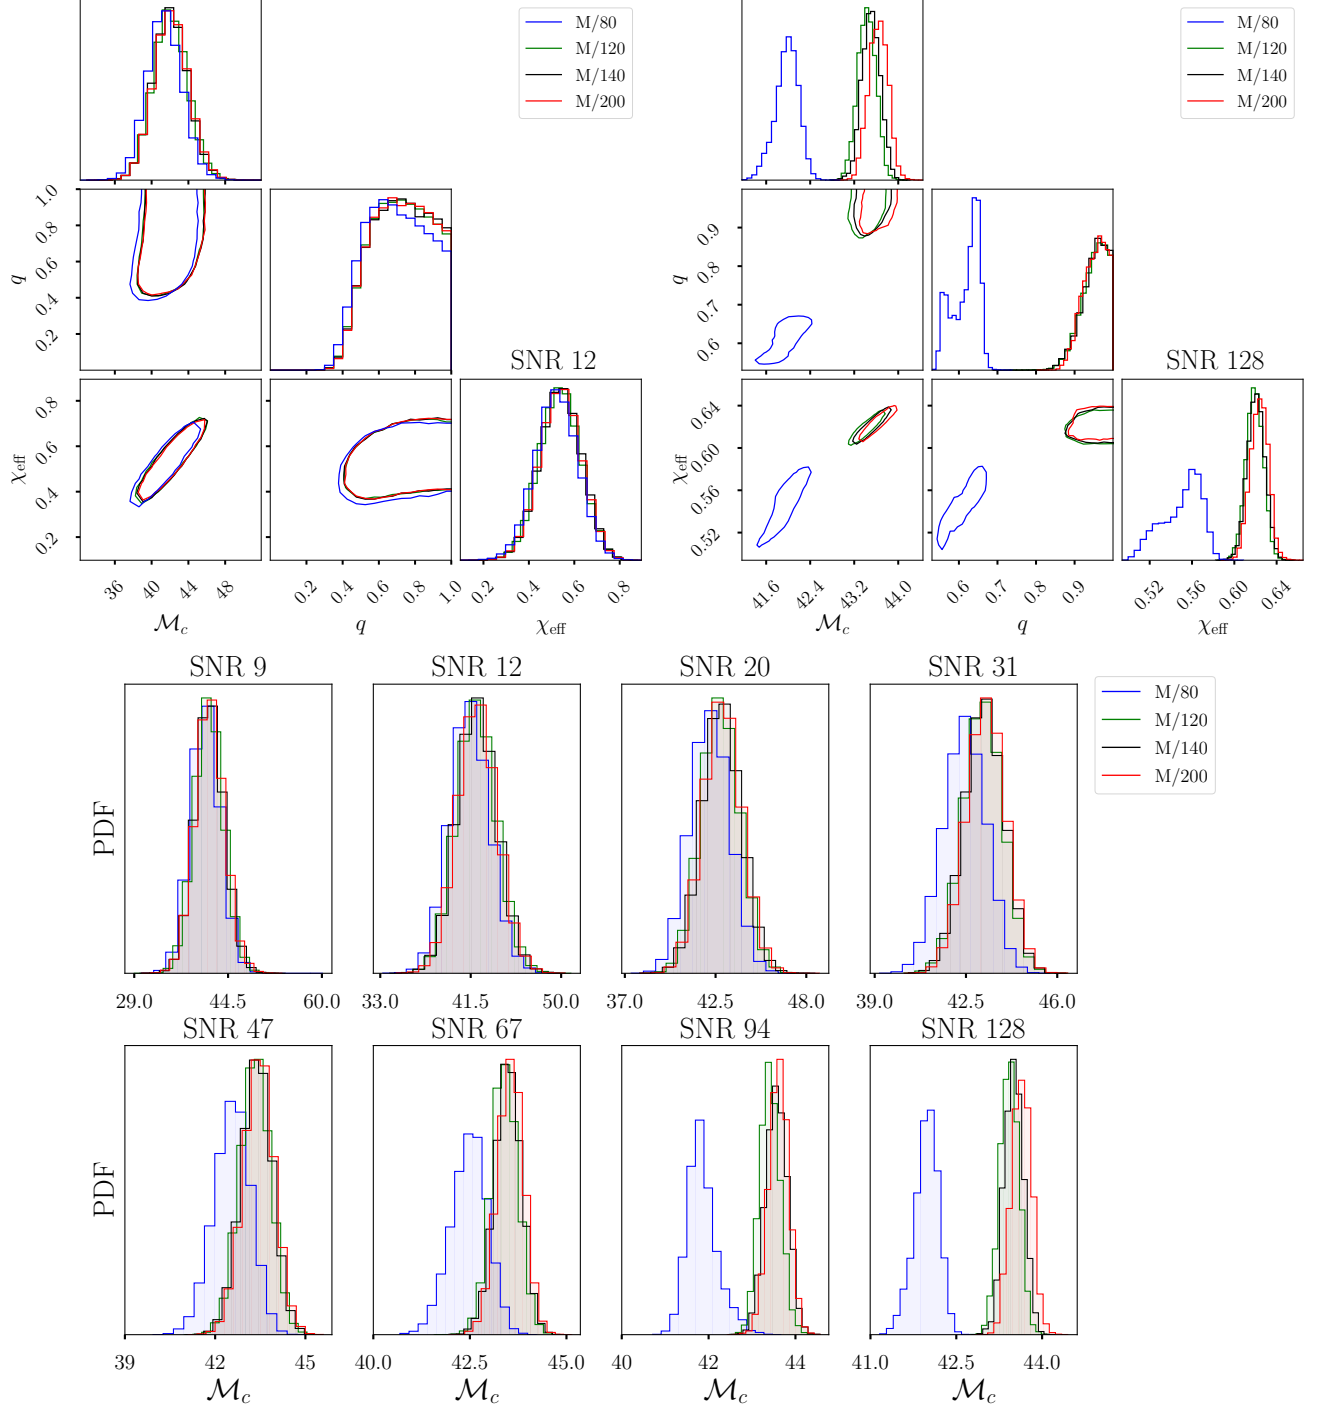 M/80
M/120
M/140
M/200
M/80
M/120
M/140
M/200
1.0
0.8
0.6
0.4
0.2
q
0.9
0.8
0.7
0.6
q
SNR 12
SNR 128
0.8
0.6
0.4
0.2
χeff
0.64
0.60
0.56
0.52
χeff
36 40 44 48
0.2 0.4 0.6 0.8 1.0
0.2 0.4 0.6 0.8
41.6 42.4 43.2 44.0
0.6 0.7 0.8 0.9
0.52 0.56 0.60 0.64
ℳc q χeff
ℳc q χeff
SNR 9 SNR 12 SNR 20 SNR 31
M/80
M/120
M/140
M/200
PDF
29.0 44.5 60.0
33.0 41.5 50.0
37.0 42.5 48.0
39.0 42.5 46.0
SNR 47 SNR 67 SNR 94 SNR 128
PDF
39 42 45
40.0 42.5 45.0
40 42 44
41.0 42.5 44.0
ℳc ℳc ℳc ℳc